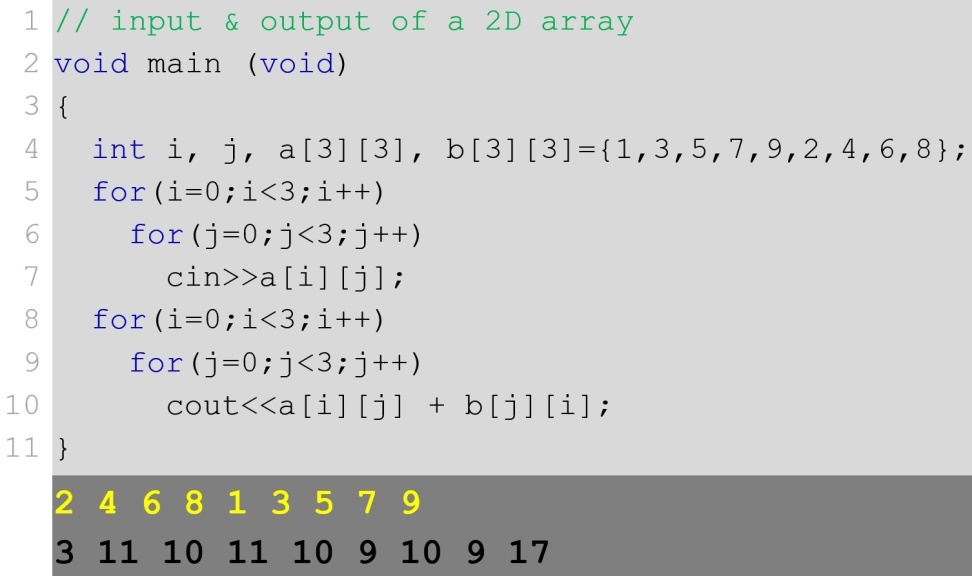 1 // input & output of a 2D array
2 void main (void)
3 {
4   int i, j, a[3][3], b[3][3]={1,3,5,7,9,2,4,6,8};
5   for(i=0;i<3;i++)
6     for(j=0;j<3;j++)
7       cin>>a[i][j];
8   for(i=0;i<3;i++)
9     for(j=0;j<3;j++)
10       cout<<a[i][j] + b[j][i];
11 }
2 4 6 8 1 3 5 7 9
3 11 10 11 10 9 10 9 17